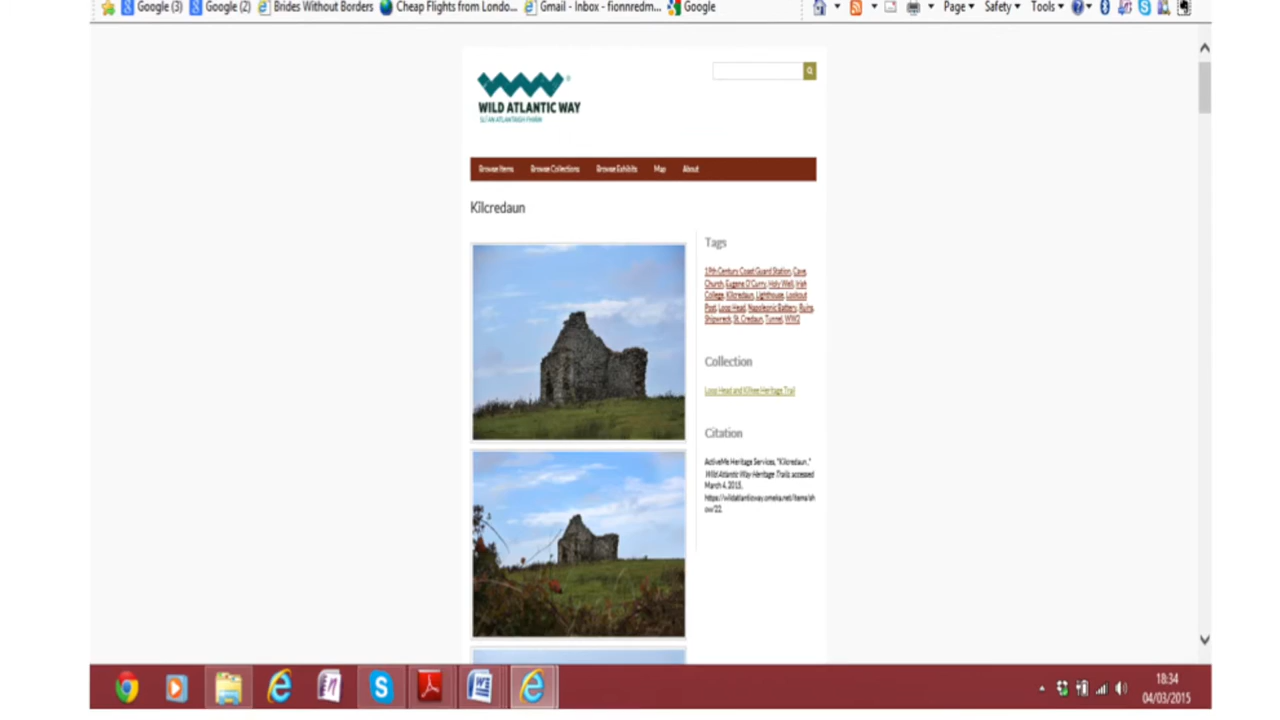 Google (3) Google (2) Brides Without Borders Cheap Flights from Londo... Gmail - Inbox - fionnredm... Google Page Safety Tools
WILD ATLANTIC WAY
SLÍ AN ATLANTAIGH FHIÁIN
Browse Items Browse Collections Browse Exhibits Map About
Kilcredaun
Tags
19th Century Coast Guard Station, Cave,
Church, Eugene O'Curry, Holy Well, Irish
College, Kilcredaun, Lighthouse, Lookout
Post, Loop Head, Napoleonic Battery, Ruins,
Shipwreck, St. Credaun, Tunnel, WW2
Collection
Loop Head and Kilkee Heritage Trail
Citation
ActiveMe Heritage Services, "Kilcredaun,"
Wild Atlantic Way Heritage Trails, accessed
March 4, 2015,
https://wildatlanticway.omeka.net/items/sh
ow/22.
18:34
04/03/2015